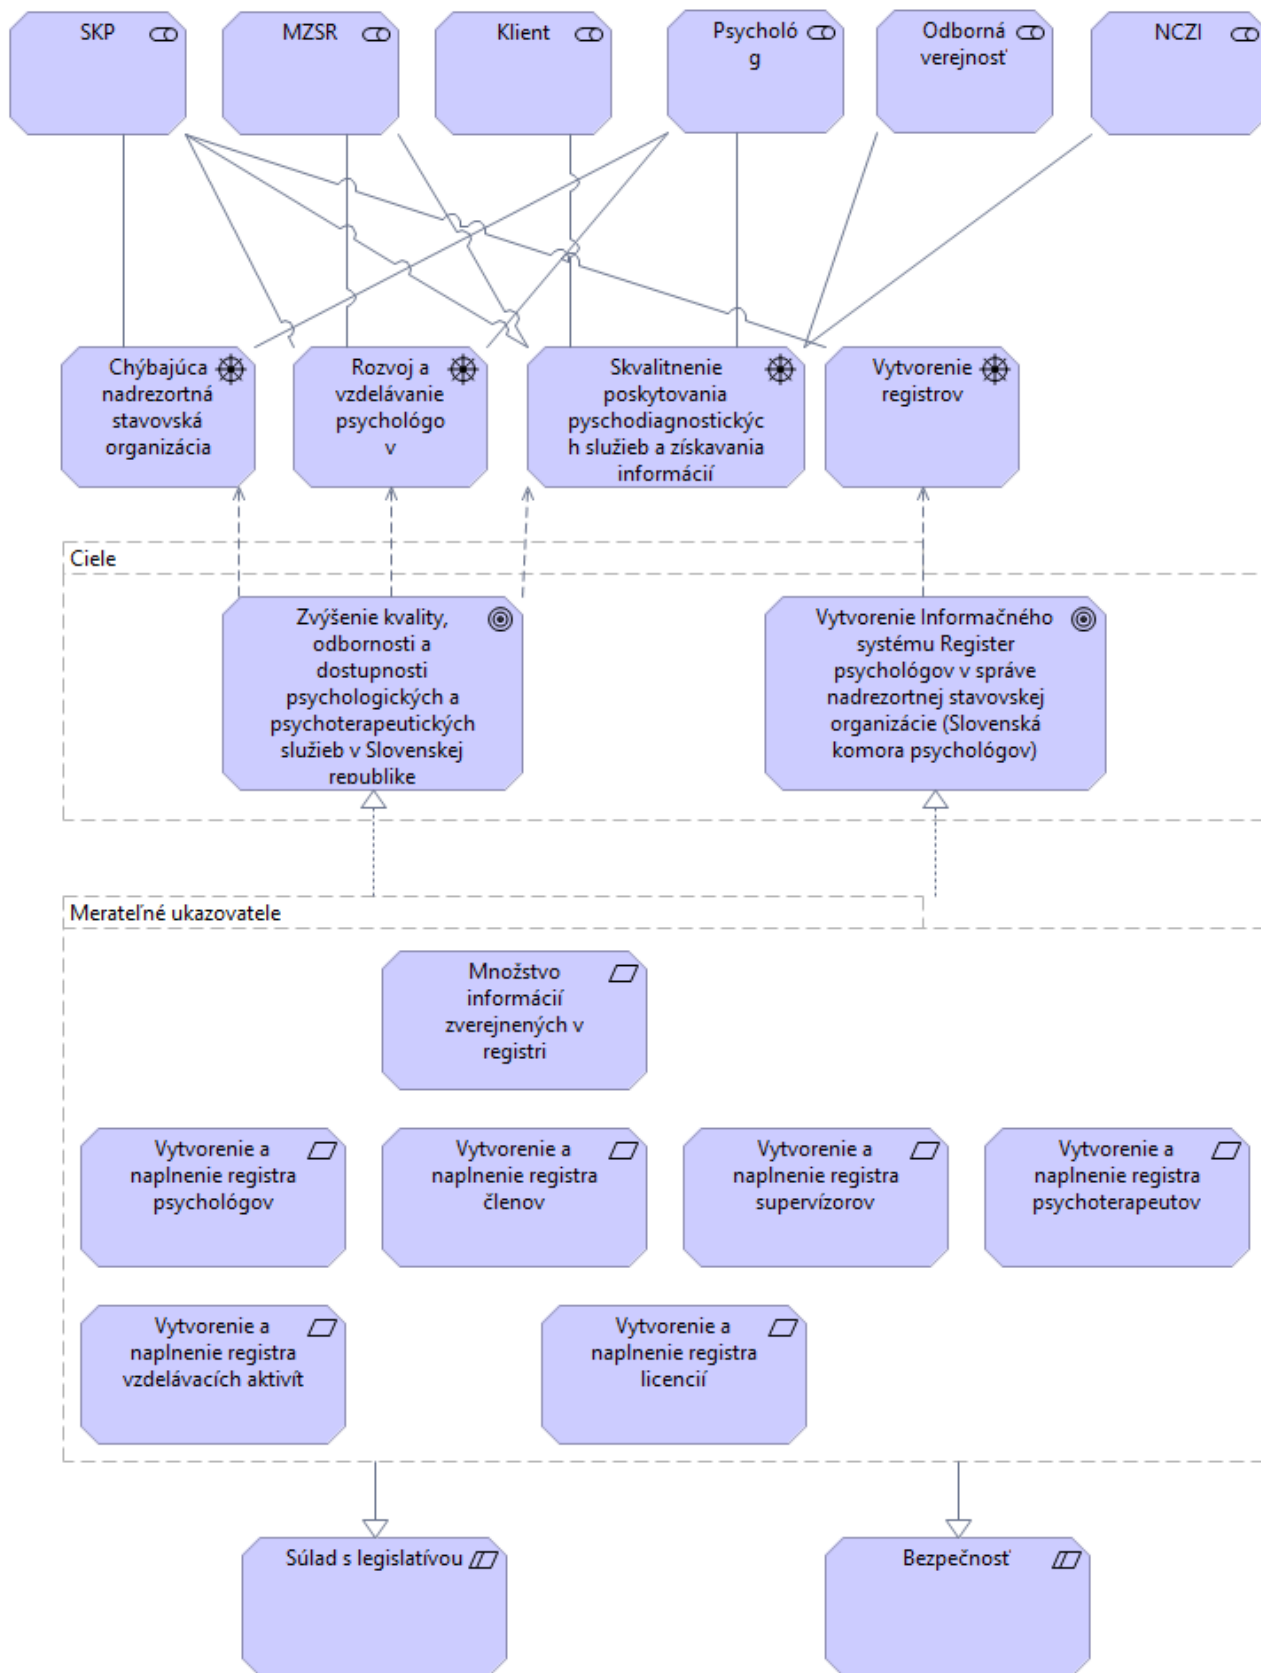 SKP
MZSR
Klient
Psycholó
g
Odborná
verejnosť
NCZI
Chýbajúca
nadrezortná
stavovská
organizácia
Rozvoj a
vzdelávanie
psychológo
v
Skvalitnenie
poskytovania
pyschodiagnostickýc
h služieb a získavania
informácií
Vytvorenie
registrov
Ciele
Zvýšenie kvality,
odbornosti a
dostupnosti
psychologických a
psychoterapeutických
služieb v Slovenskej
republike
Vytvorenie Informačného
systému Register
psychológov v správe
nadrezortnej stavovskej
organizácie (Slovenská
komora psychológov)
Merateľné ukazovatele
Množstvo
informácií
zverejnených v
registri
Vytvorenie a
naplnenie registra
psychológov
Vytvorenie a
naplnenie registra
členov
Vytvorenie a
naplnenie registra
supervízorov
Vytvorenie a
naplnenie registra
psychoterapeutov
Vytvorenie a
naplnenie registra
vzdelávacích aktivít
Vytvorenie a
naplnenie registra
licencií
Súlad s legislatívou
Bezpečnosť